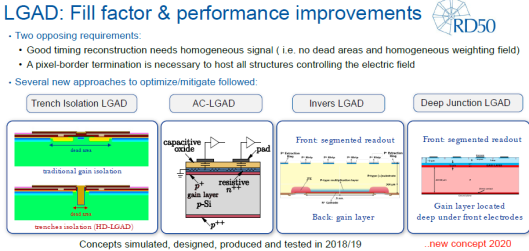 LGAD: Fill factor & performance improvements
RD50
Two opposing requirements:
Good timing reconstruction needs homogeneous signal ( i.e. no dead areas and homogeneous weighting field)
A pixel-border termination is necessary to host all structures controlling the electric field
Several new approaches to optimize/mitigate followed:
Trench Isolation LGAD
AC-LGAD
Invers LGAD
Deep Junction LGAD
dead area
traditional gain isolation
dead area
trenches isolation (HD-LGAD)
capacitive oxide
pad
p+
gain layer
p-Si
resistive
n++
p++
Front: segmented readout
Back: gain layer
Front: segmented readout
Gain layer located
deep under front electrodes
Concepts simulated, designed, produced and tested in 2018/19
..new concept 2020